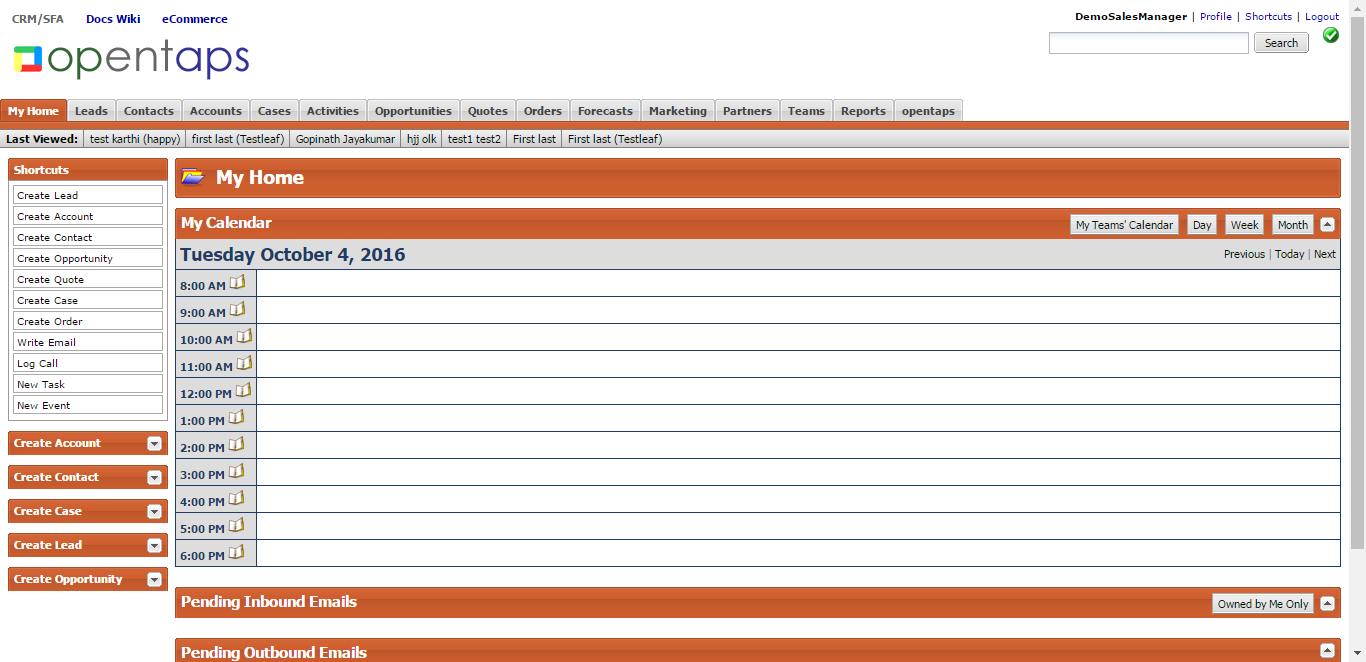 CRM/SFA Docs Wiki eCommerce
DemoSalesManager | Profile | Shortcuts | Logout
opentaps
Search
My Home Leads Contacts Accounts Cases Activities Opportunities Quotes Orders Forecasts Marketing Partners Teams Reports opentaps
Last Viewed: test karthi (happy) first last (Testleaf) Gopinath Jayakumar hjj olk test1 test2 First last First last (Testleaf)
Shortcuts
Create Lead
Create Account
Create Contact
Create Opportunity
Create Quote
Create Case
Create Order
Write Email
Log Call
New Task
New Event
Create Account
Create Contact
Create Case
Create Lead
Create Opportunity
My Home
My Calendar My Teams' Calendar Day Week Month
Tuesday October 4, 2016 Previous | Today | Next
8:00 AM
9:00 AM
10:00 AM
11:00 AM
12:00 PM
1:00 PM
2:00 PM
3:00 PM
4:00 PM
5:00 PM
6:00 PM
Pending Inbound Emails Owned by Me Only
Pending Outbound Emails